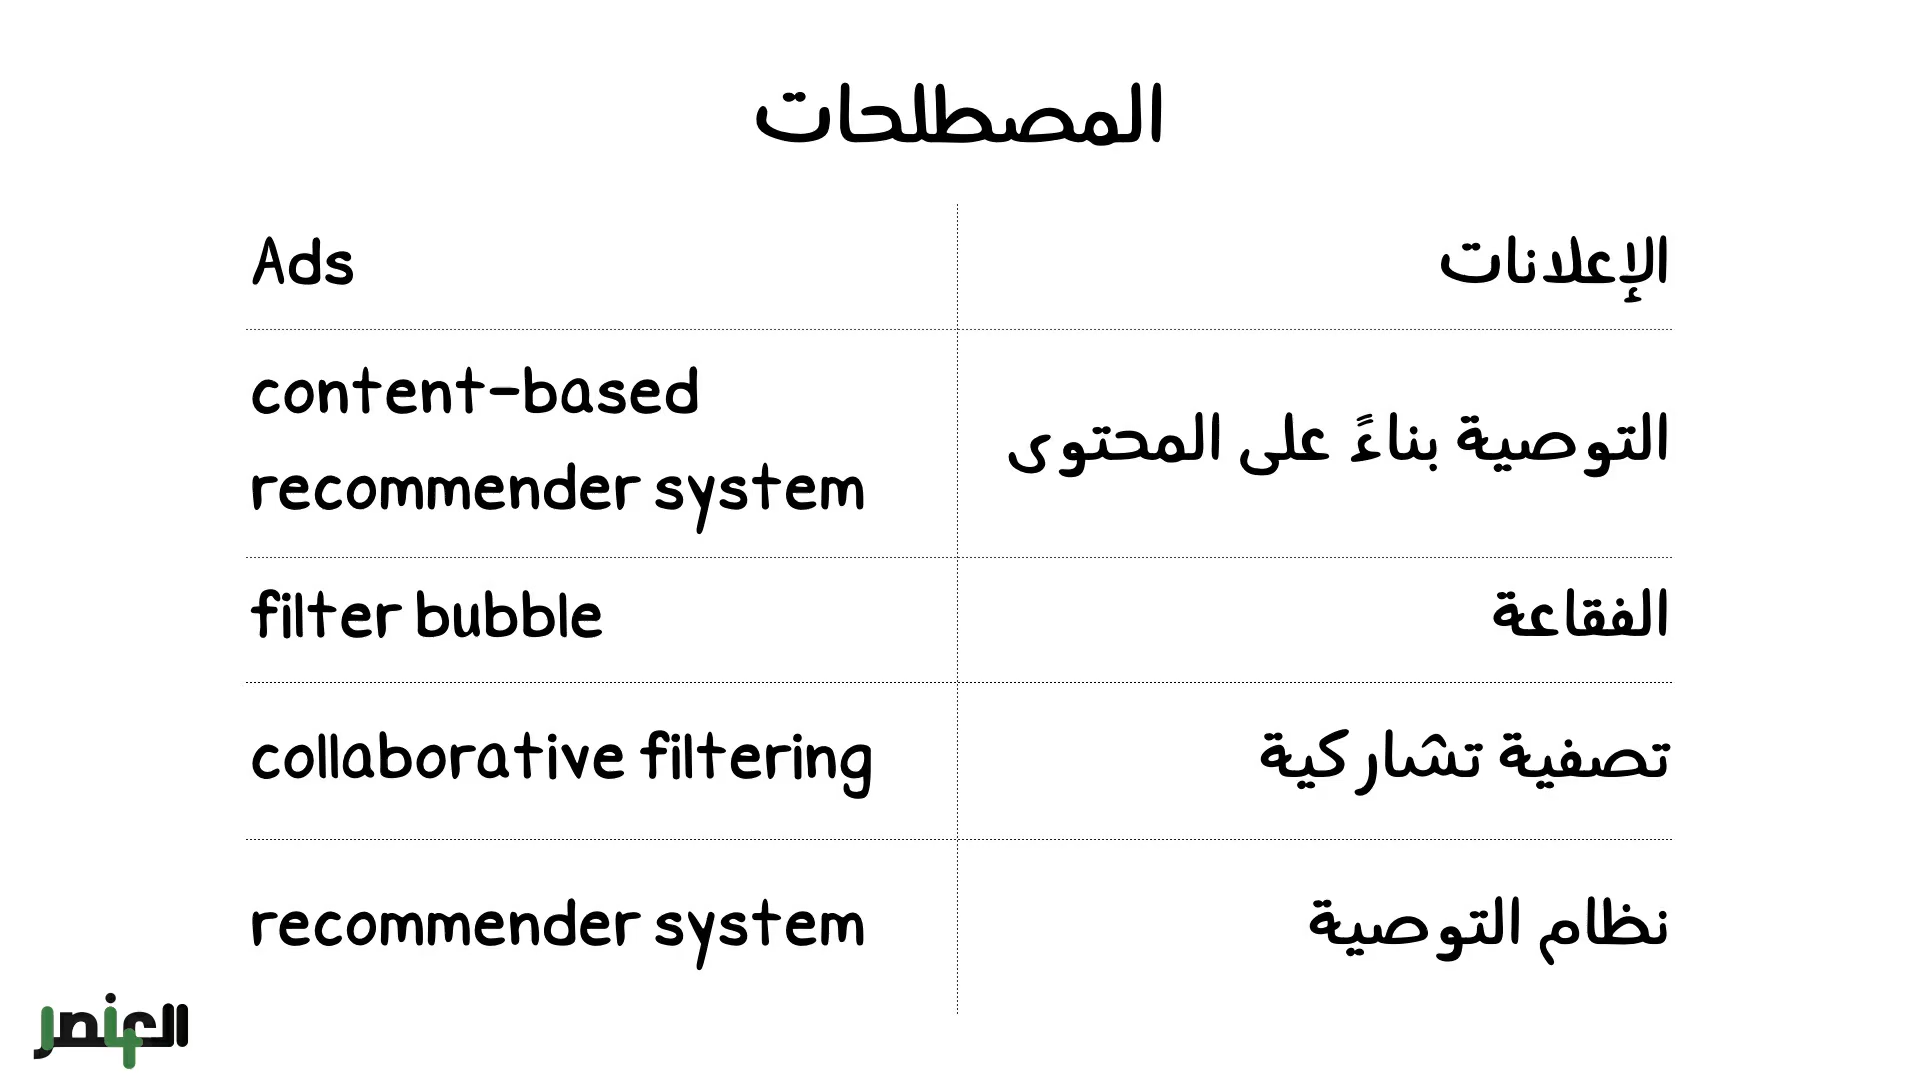 المصطلحات
الإعلانات
Ads
التوصية بناءً على المحتوى
content-based
recommender system
الفقاعة
filter bubble
تصفية تشاركية
collaborative filtering
نظام التوصية
recommender system
العنصر